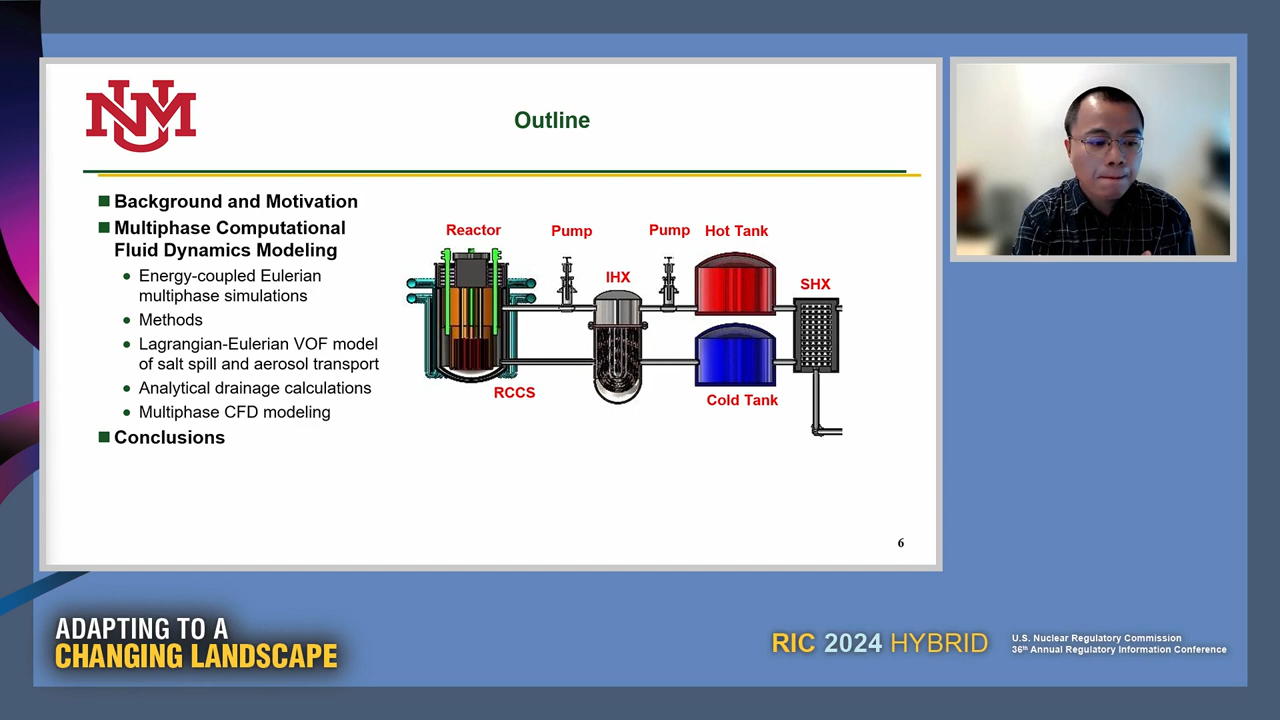 UNM
Outline
Background and Motivation
Multiphase Computational
Fluid Dynamics Modeling
Energy-coupled Eulerian
multiphase simulations
Methods
Lagrangian-Eulerian VOF model
of salt spill and aerosol transport
Analytical drainage calculations
Multiphase CFD modeling
Conclusions
Reactor
Pump
Pump
Hot Tank
IHX
SHX
RCCS
Cold Tank
6
ADAPTING TO A
CHANGING LANDSCAPE
RIC 2024 HYBRID
U.S. Nuclear Regulatory Commission
36th Annual Regulatory Information Conference